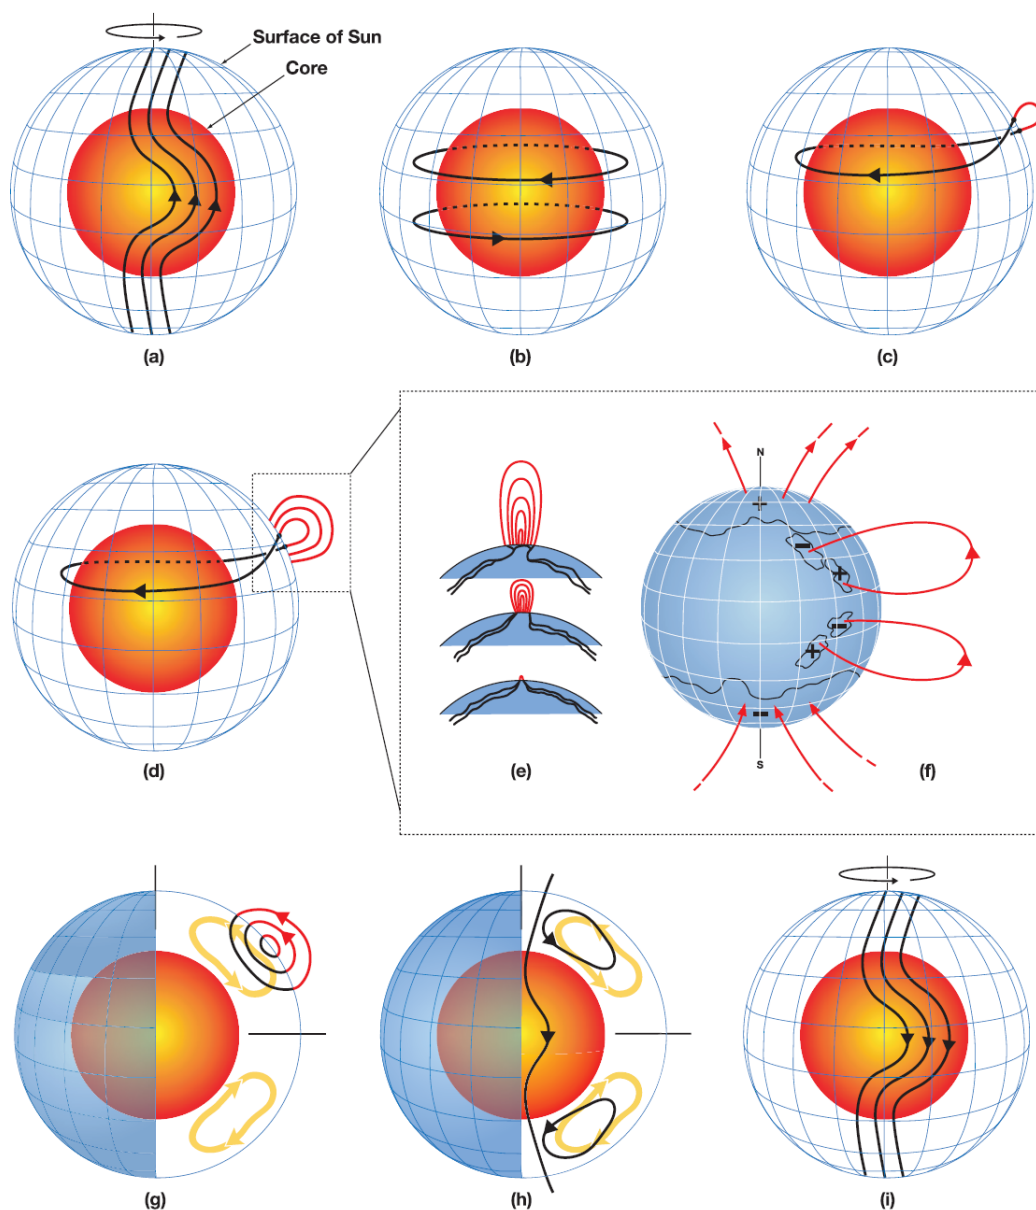 Surface of Sun
Core
(a)
(b)
(c)
(d)
(e)
N
+
−
+
−
+
−
S
(f)
(g)
(h)
(i)